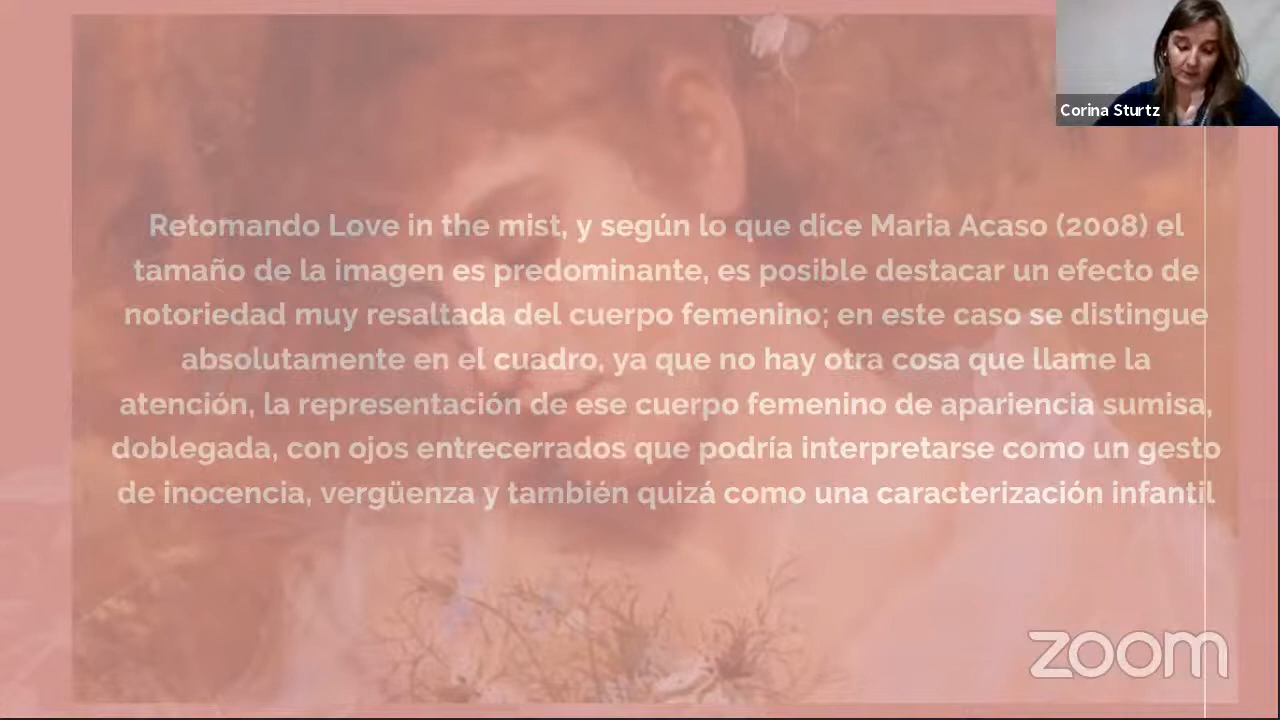 Corina Sturtz
Retomando Love in the mist, y según lo que dice Maria Acaso (2008) el
tamaño de la imagen es predominante, es posible destacar un efecto de
notoriedad muy resaltada del cuerpo femenino; en este caso se distingue
absolutamente en el cuadro, ya que no hay otra cosa que llame la
atención, la representación de ese cuerpo femenino de apariencia sumisa,
doblegada, con ojos entrecerrados que podría interpretarse como un gesto
de inocencia, vergüenza y también quizá como una caracterización infantil
zoom